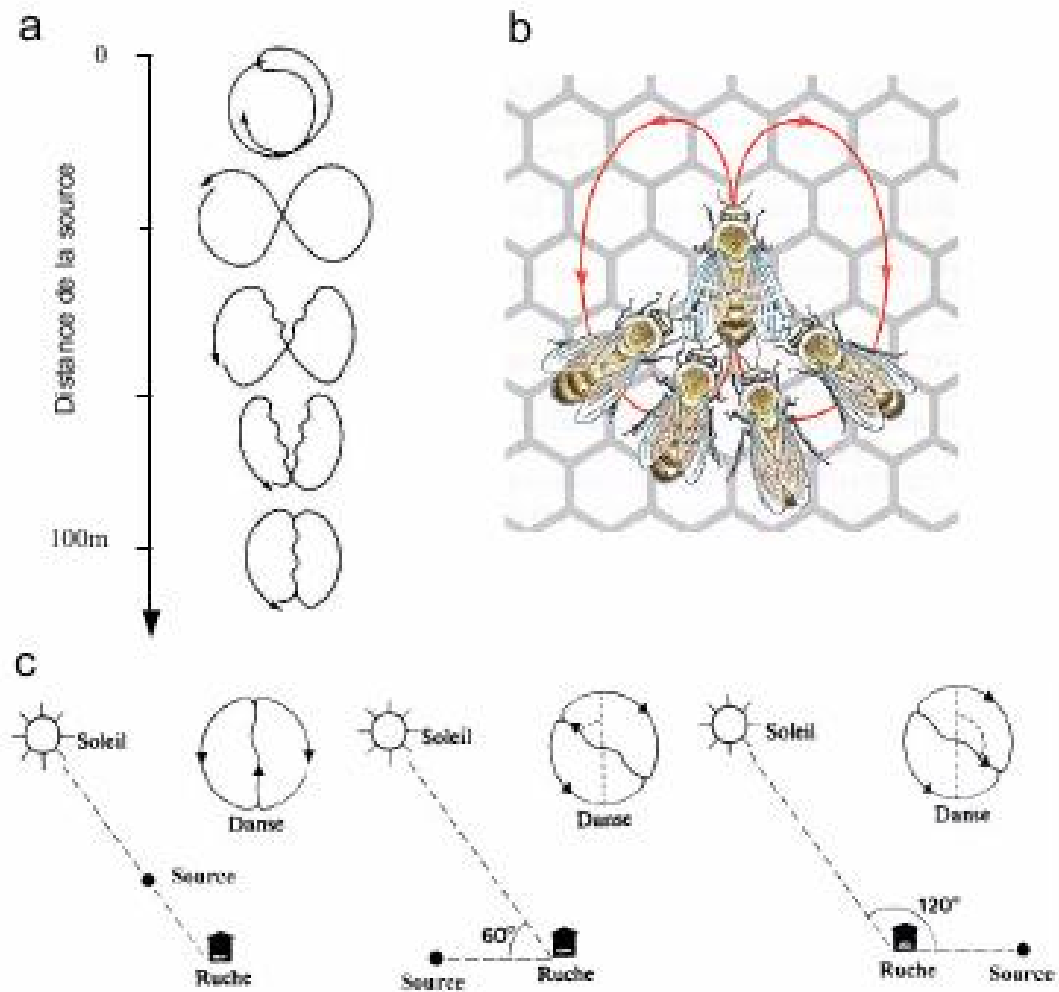 a
b
0
Distance de la source
100m
c
Soleil
Danse
Source
Ruche
Soleil
Danse
60°
Source
Ruche
Soleil
Danse
120°
Ruche
Source